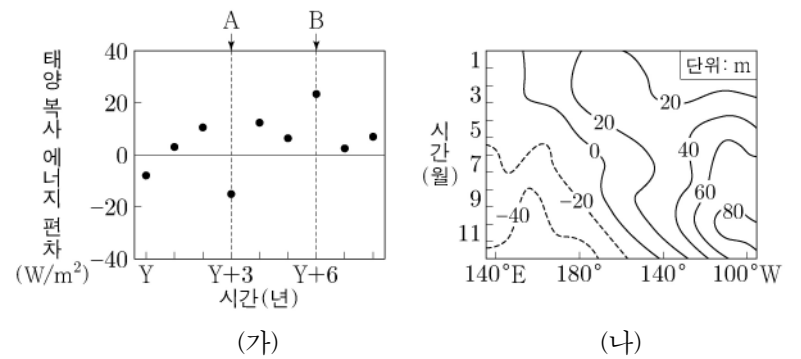 A B
태양 복사 에너지 편차
(W/m²)
40
20
0
−20
−40
Y Y+3 Y+6
시간(년)
(가)
시간
(월)
1
3
5
7
9
11
단위: m
20
20
0
40
−20
60
−40
80
140°E 180° 140° 100°W
(나)